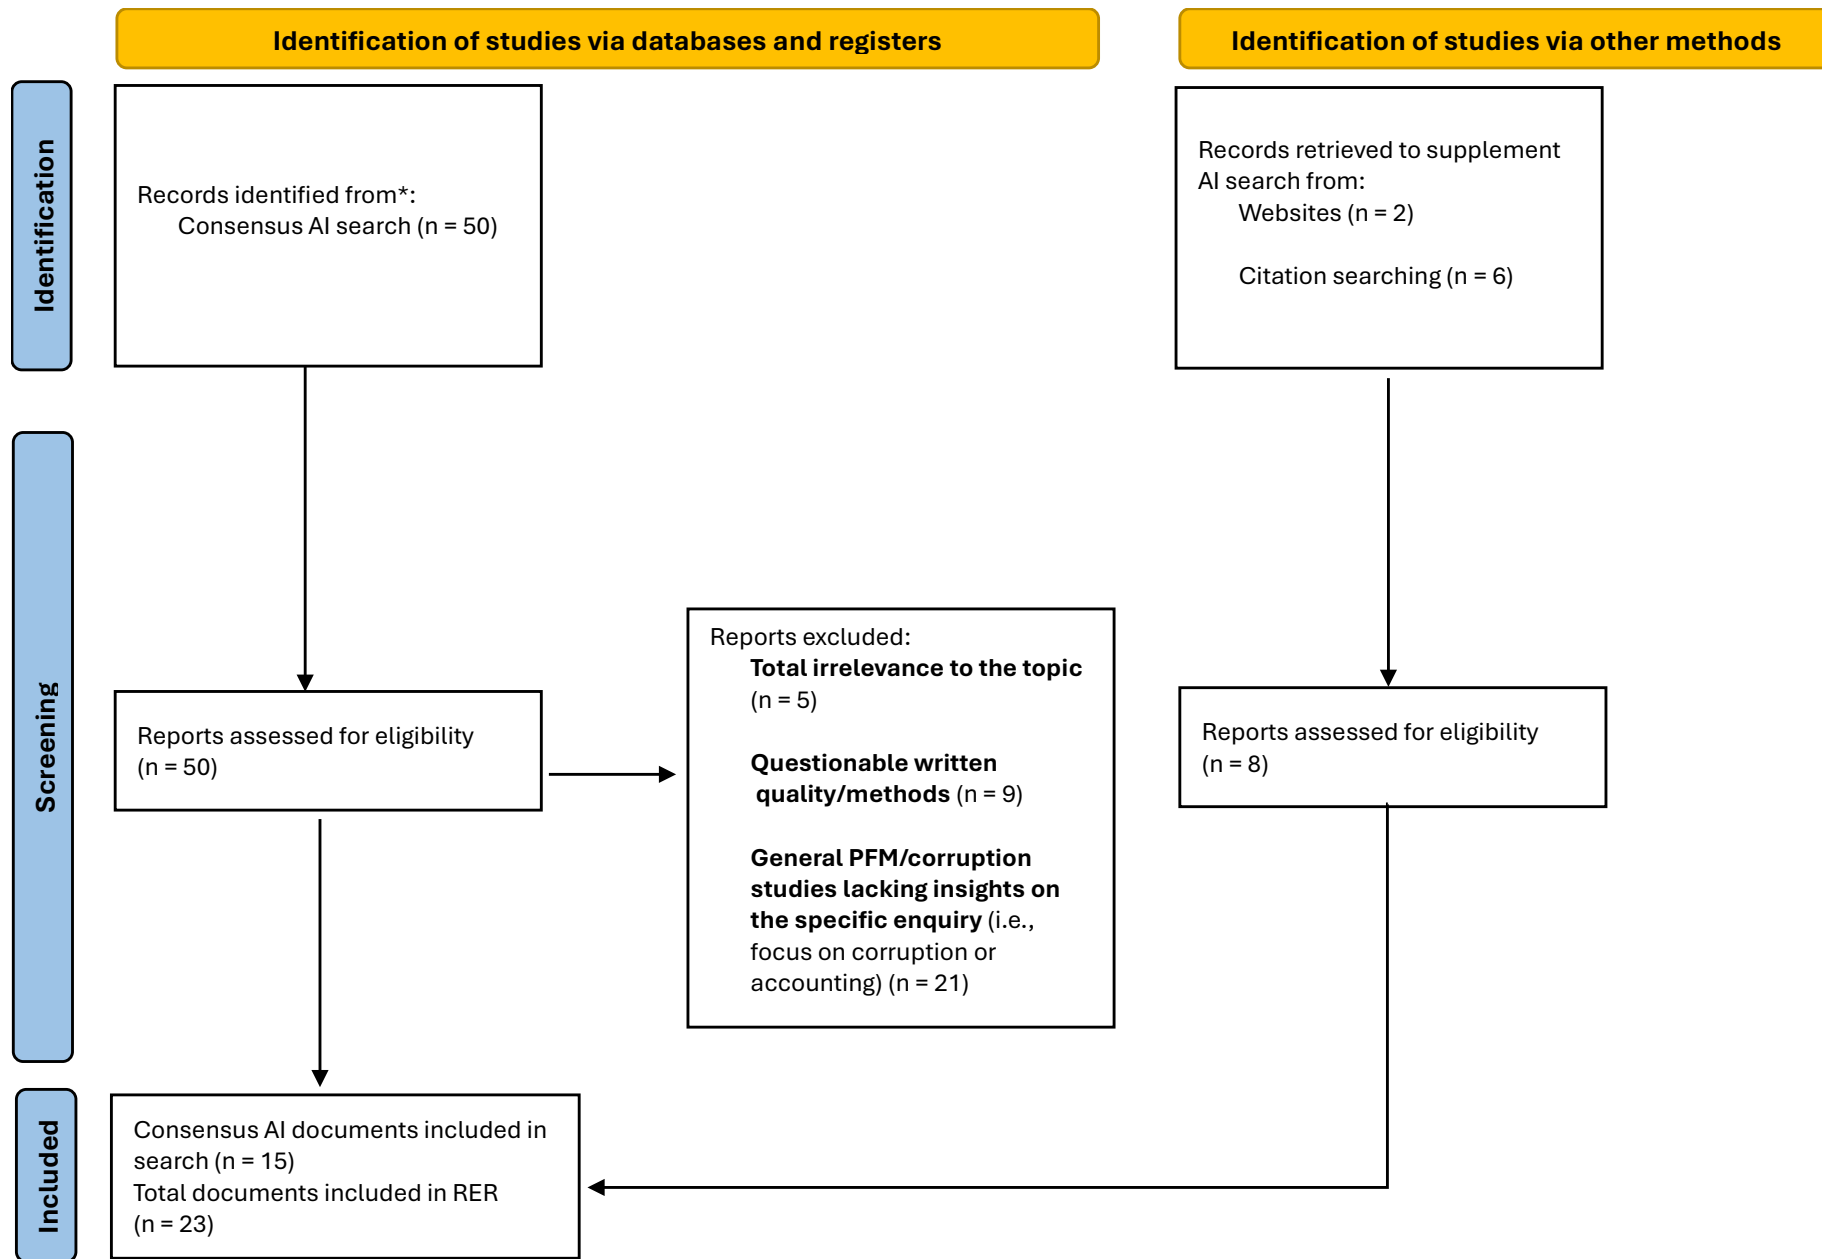 Identification of studies via databases and registers
Identification of studies via other methods
Identification
Records identified from*:
Consensus AI search (n = 50)
Records retrieved to supplement
AI search from:
Websites (n = 2)
Citation searching (n = 6)
Screening
Reports assessed for eligibility
(n = 50)
Reports excluded:
Total irrelevance to the topic
(n = 5)
Questionable written
quality/methods (n = 9)
General PFM/corruption
studies lacking insights on
the specific enquiry (i.e.,
focus on corruption or
accounting) (n = 21)
Reports assessed for eligibility
(n = 8)
Included
Consensus AI documents included in
search (n = 15)
Total documents included in RER
(n = 23)